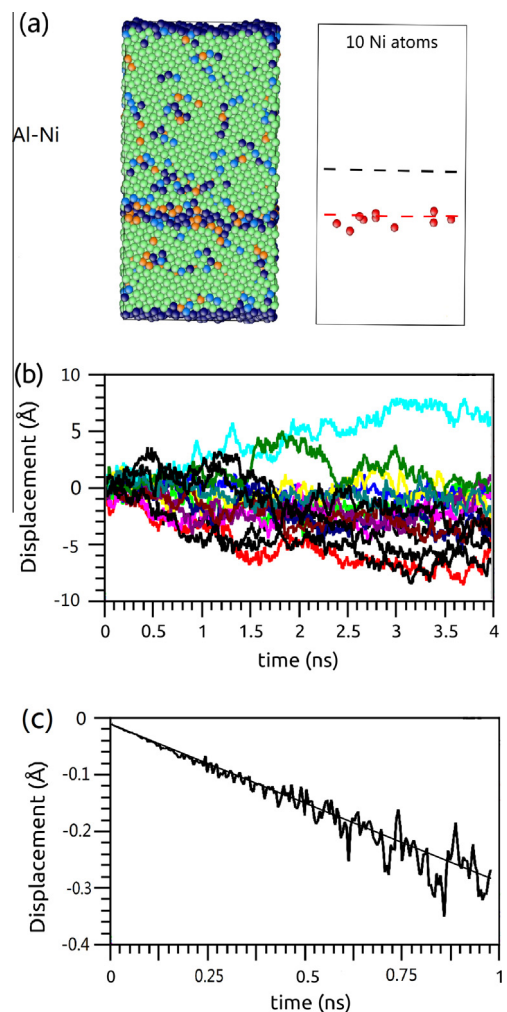 (a)
10 Ni atoms
Al-Ni
(b)
10
5
0
-5
-10
Displacement (Å)
0 0.5 1 1.5 2 2.5 3 3.5 4
time (ns)
(c)
0
-0.1
-0.2
-0.3
-0.4
Displacement (Å)
0 0.25 0.5 0.75 1
time (ns)